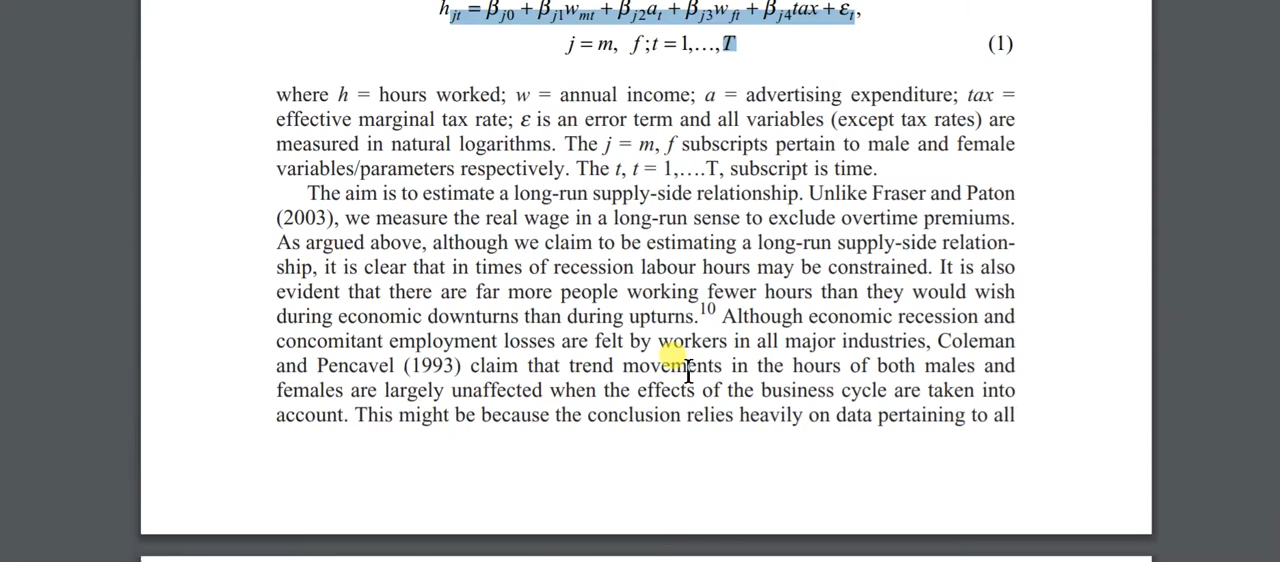 h_jt = β_j0 + β_j1 w_mt + β_j2 a_t + β_j3 w_ft + β_j4 tax + ε_t,
j = m, f; t = 1,…,T (1)
where h = hours worked; w = annual income; a = advertising expenditure; tax =
effective marginal tax rate; ε is an error term and all variables (except tax rates) are
measured in natural logarithms. The j = m, f subscripts pertain to male and female
variables/parameters respectively. The t, t = 1,….T, subscript is time.
The aim is to estimate a long-run supply-side relationship. Unlike Fraser and Paton
(2003), we measure the real wage in a long-run sense to exclude overtime premiums.
As argued above, although we claim to be estimating a long-run supply-side relation-
ship, it is clear that in times of recession labour hours may be constrained. It is also
evident that there are far more people working fewer hours than they would wish
during economic downturns than during upturns.10 Although economic recession and
concomitant employment losses are felt by workers in all major industries, Coleman
and Pencavel (1993) claim that trend movements in the hours of both males and
females are largely unaffected when the effects of the business cycle are taken into
account. This might be because the conclusion relies heavily on data pertaining to all